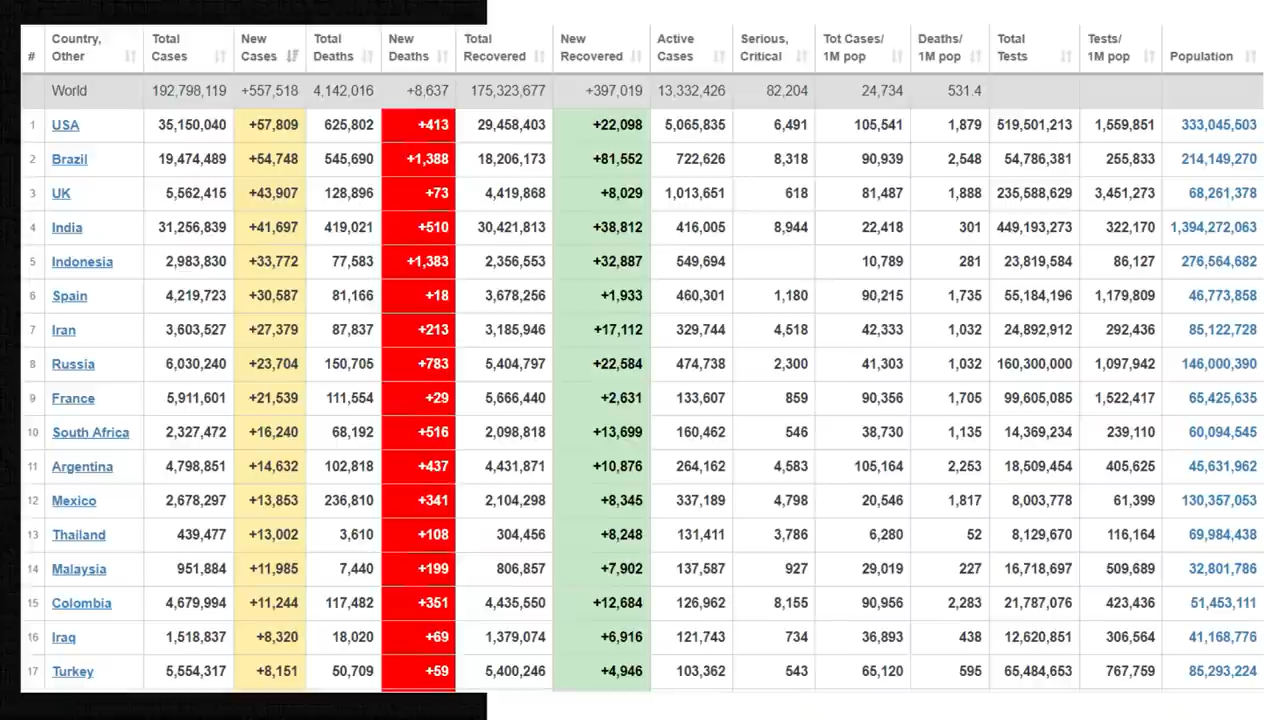 # Country, Other Total Cases New Cases Total Deaths New Deaths Total Recovered New Recovered Active Cases Serious, Critical Tot Cases/ 1M pop Deaths/ 1M pop Total Tests Tests/ 1M pop Population
World 192,798,119 +557,518 4,142,016 +8,637 175,323,677 +397,019 13,332,426 82,204 24,734 531.4
1 USA 35,150,040 +57,809 625,802 +413 29,458,403 +22,098 5,065,835 6,491 105,541 1,879 519,501,213 1,559,851 333,045,503
2 Brazil 19,474,489 +54,748 545,690 +1,388 18,206,173 +81,552 722,626 8,318 90,939 2,548 54,786,381 255,833 214,149,270
3 UK 5,562,415 +43,907 128,896 +73 4,419,868 +8,029 1,013,651 618 81,487 1,888 235,588,629 3,451,273 68,261,378
4 India 31,256,839 +41,697 419,021 +510 30,421,813 +38,812 416,005 8,944 22,418 301 449,193,273 322,170 1,394,272,063
5 Indonesia 2,983,830 +33,772 77,583 +1,383 2,356,553 +32,887 549,694 10,789 281 23,819,584 86,127 276,564,682
6 Spain 4,219,723 +30,587 81,166 +18 3,678,256 +1,933 460,301 1,180 90,215 1,735 55,184,196 1,179,809 46,773,858
7 Iran 3,603,527 +27,379 87,837 +213 3,185,946 +17,112 329,744 4,518 42,333 1,032 24,892,912 292,436 85,122,728
8 Russia 6,030,240 +23,704 150,705 +783 5,404,797 +22,584 474,738 2,300 41,303 1,032 160,300,000 1,097,942 146,000,390
9 France 5,911,601 +21,539 111,554 +29 5,666,440 +2,631 133,607 859 90,356 1,705 99,605,085 1,522,417 65,425,635
10 South Africa 2,327,472 +16,240 68,192 +516 2,098,818 +13,699 160,462 546 38,730 1,135 14,369,234 239,110 60,094,545
11 Argentina 4,798,851 +14,632 102,818 +437 4,431,871 +10,876 264,162 4,583 105,164 2,253 18,509,454 405,625 45,631,962
12 Mexico 2,678,297 +13,853 236,810 +341 2,104,298 +8,345 337,189 4,798 20,546 1,817 8,003,778 61,399 130,357,053
13 Thailand 439,477 +13,002 3,610 +108 304,456 +8,248 131,411 3,786 6,280 52 8,129,670 116,164 69,984,438
14 Malaysia 951,884 +11,985 7,440 +199 806,857 +7,902 137,587 927 29,019 227 16,718,697 509,689 32,801,786
15 Colombia 4,679,994 +11,244 117,482 +351 4,435,550 +12,684 126,962 8,155 90,956 2,283 21,787,076 423,436 51,453,111
16 Iraq 1,518,837 +8,320 18,020 +69 1,379,074 +6,916 121,743 734 36,893 438 12,620,851 306,564 41,168,776
17 Turkey 5,554,317 +8,151 50,709 +59 5,400,246 +4,946 103,362 543 65,120 595 65,484,653 767,759 85,293,224